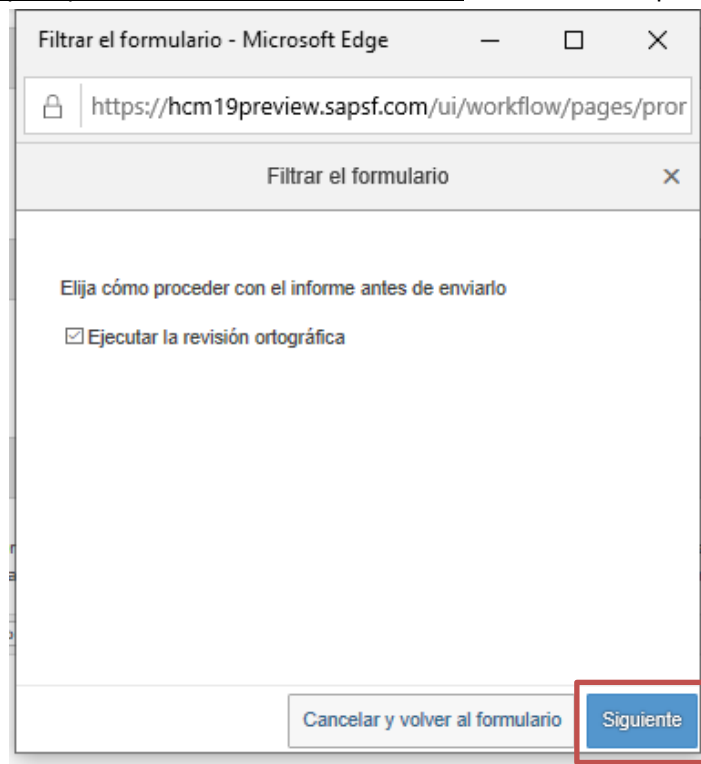 Filtrar el formulario - Microsoft Edge
https://hcm19preview.sapsf.com/ui/workflow/pages/pror
Filtrar el formulario
Elija cómo proceder con el informe antes de enviarlo
Ejecutar la revisión ortográfica
Cancelar y volver al formulario
Siguiente